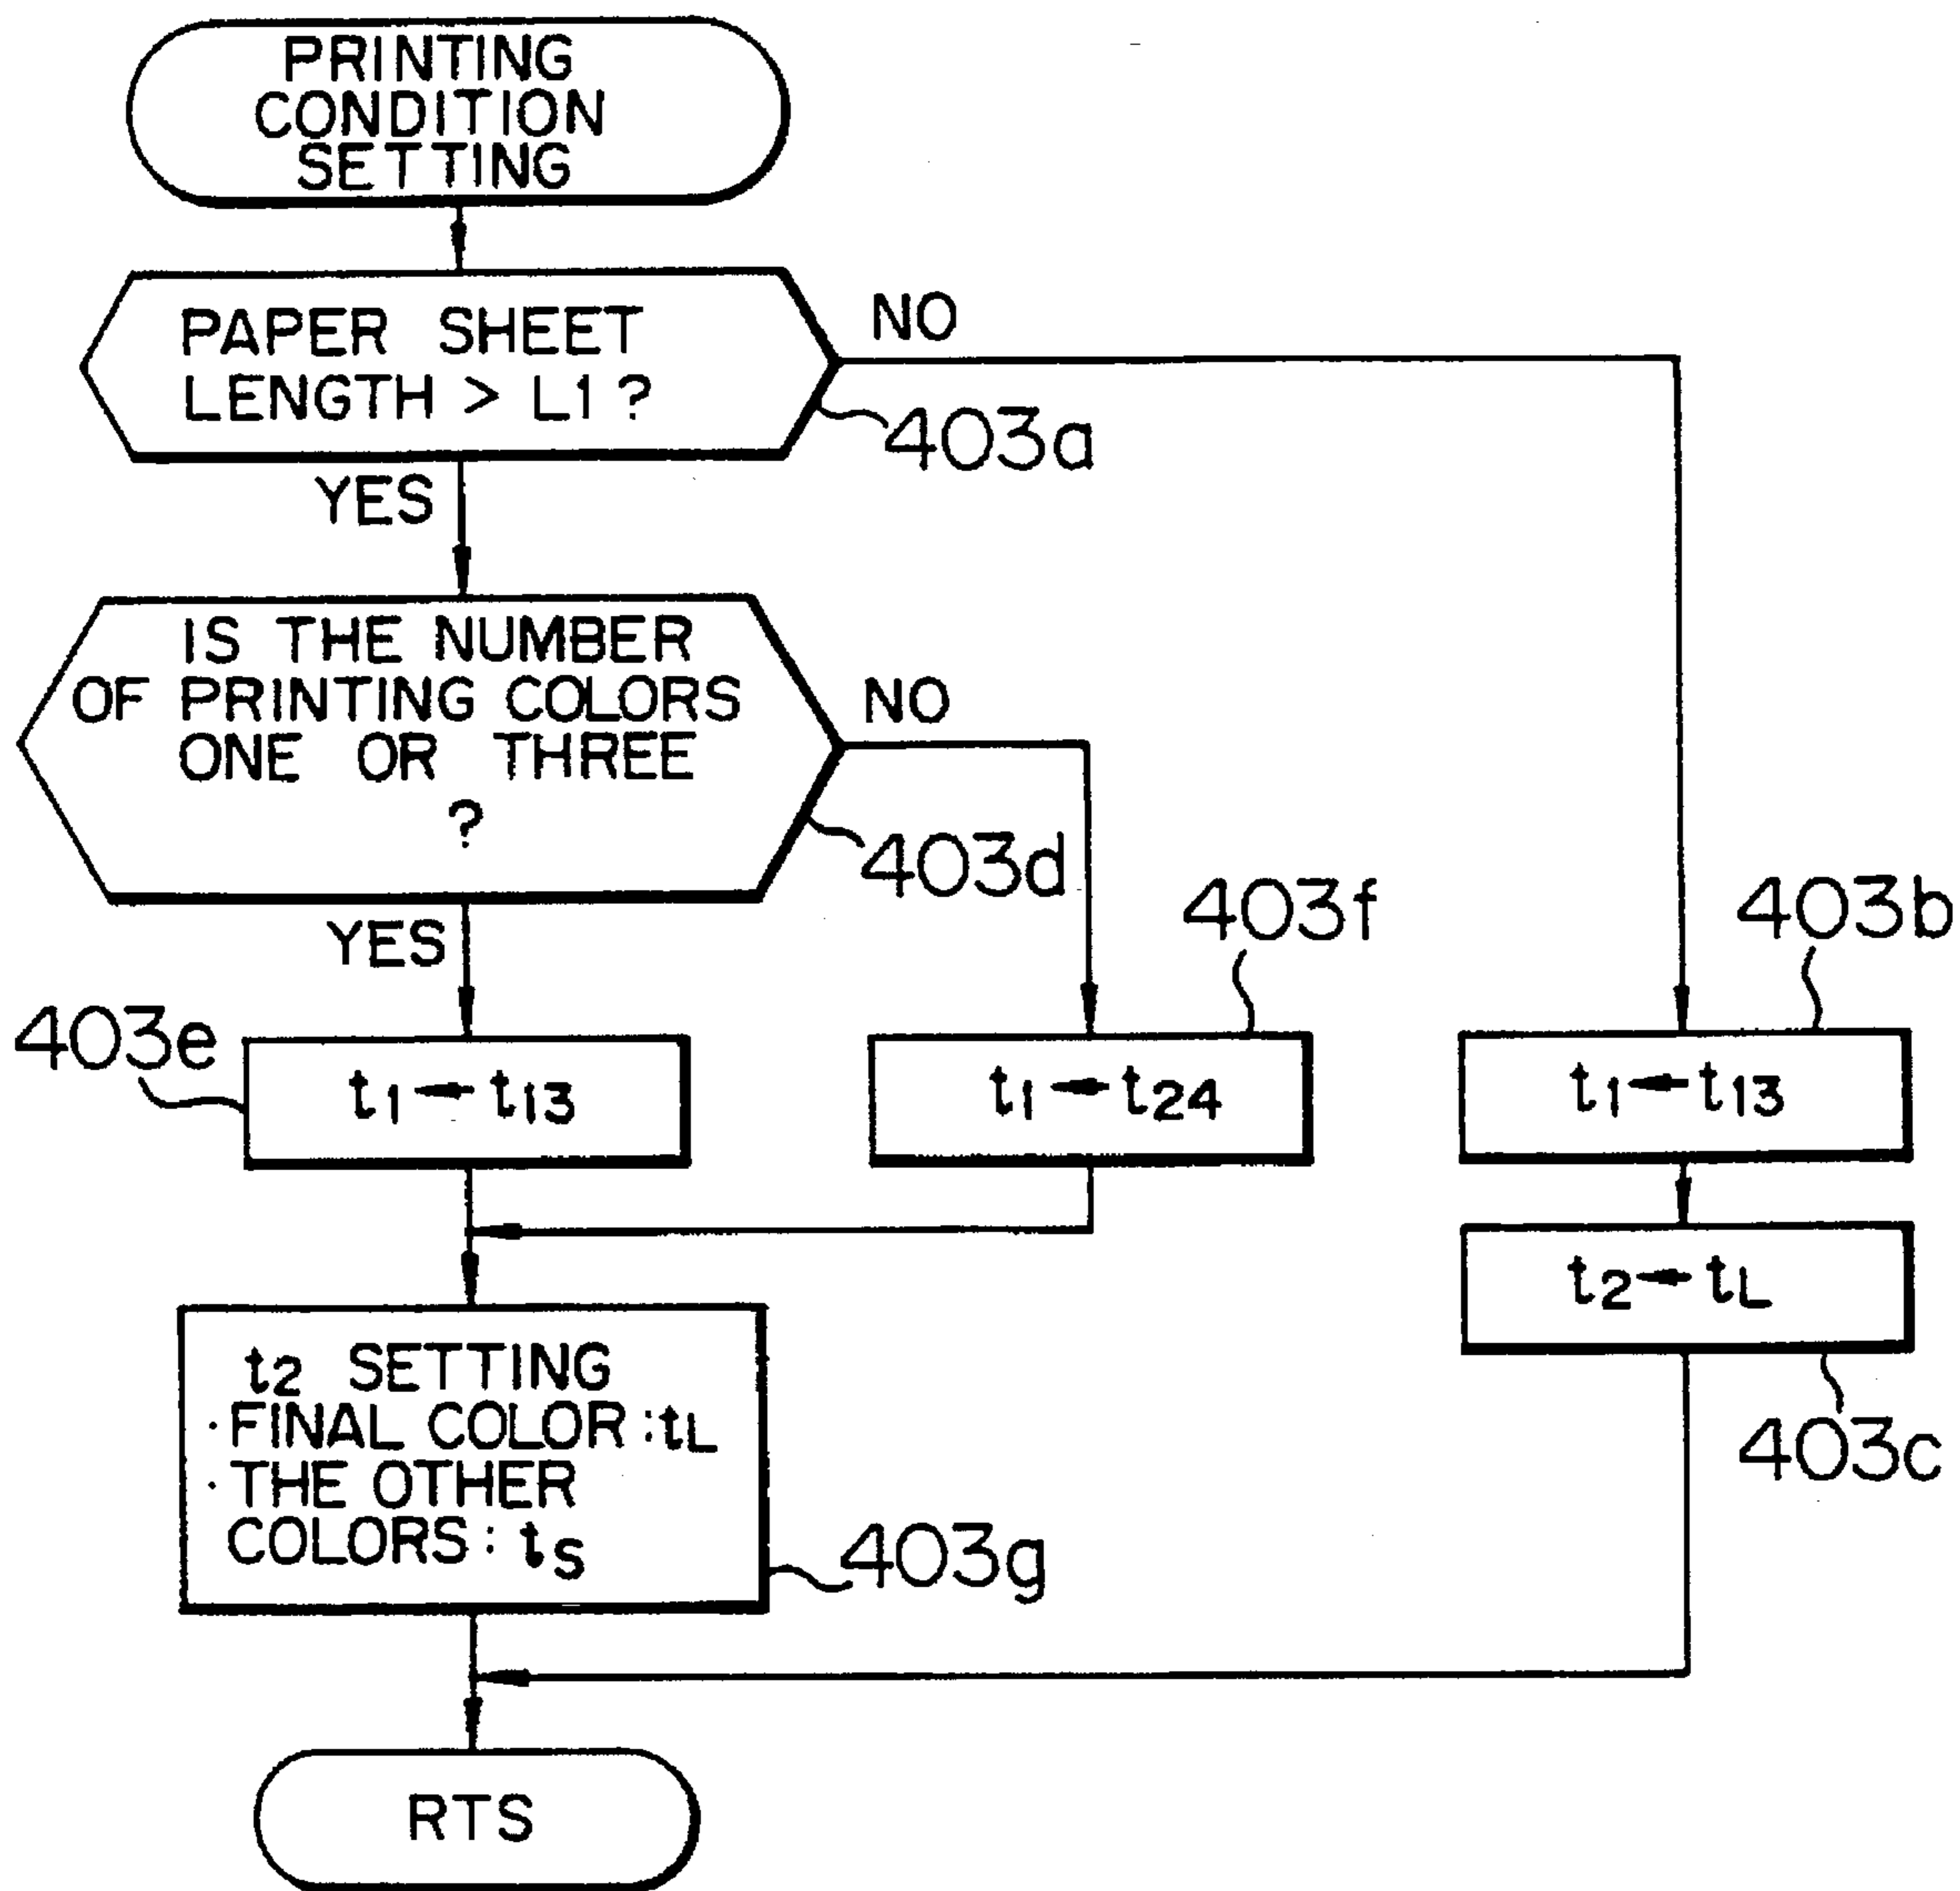 PRINTING
CONDITION
SETTING
PAPER SHEET
LENGTH > L1 ?
NO
403a
YES
IS THE NUMBER
OF PRINTING COLORS
ONE OR THREE
?
NO
403d
YES
403f
403b
403e
t1 ← t13
t1 ← t24
t1 ← t13
t2 ← tL
403c
t2 SETTING
· FINAL COLOR : tL
· THE OTHER
COLORS : ts
403g
RTS